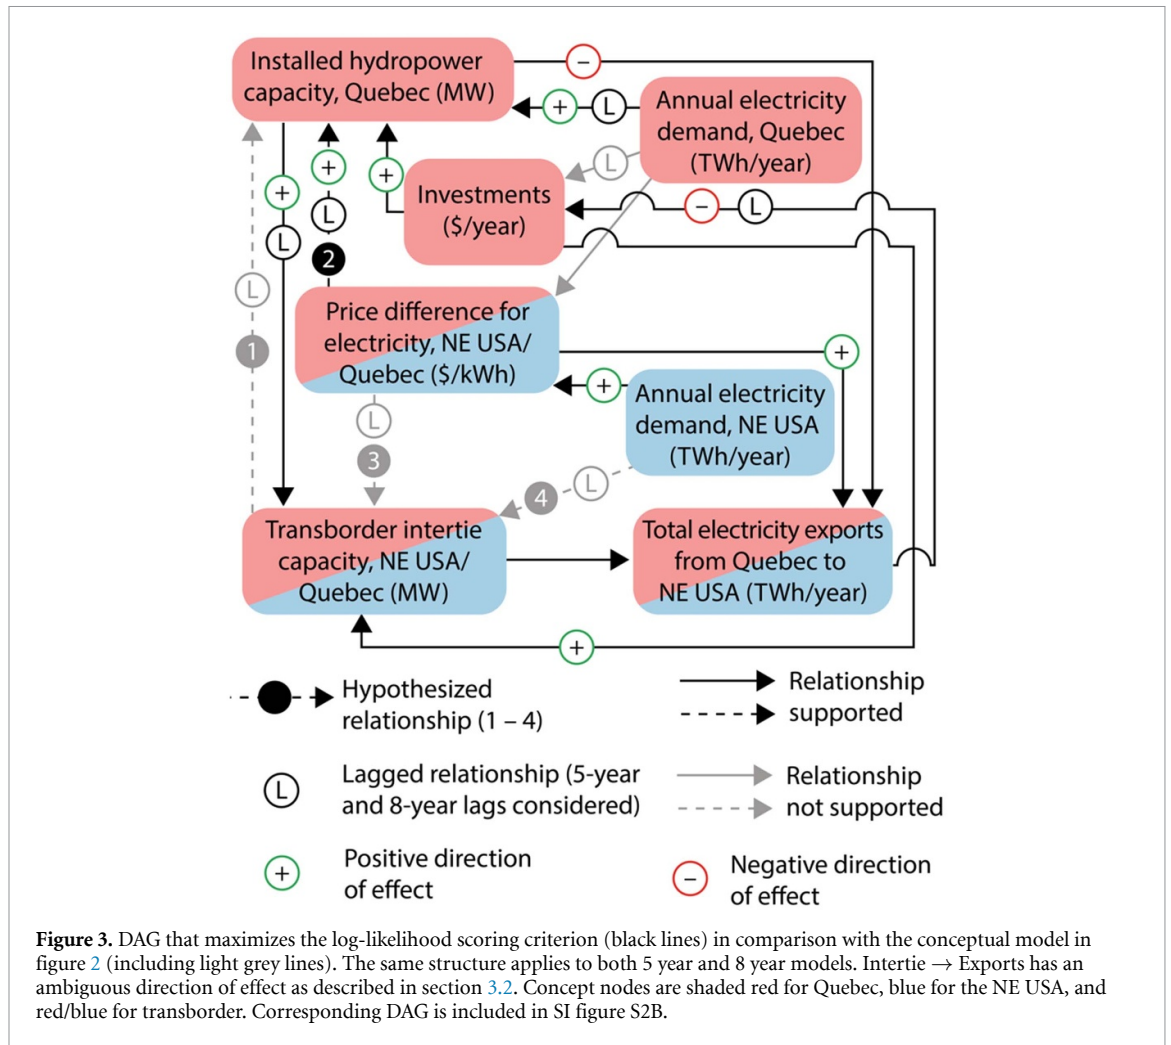 Installed hydropower
capacity, Quebec (MW)
−
Annual electricity
demand, Quebec
(TWh/year)
+ L
L
+
+
+
Investments
($/year)
− L
L
L
2
L
1
Price difference for
electricity, NE USA/
Quebec ($/kWh)
+
+
Annual electricity
demand, NE USA
(TWh/year)
L
3
4 L
Transborder intertie
capacity, NE USA/
Quebec (MW)
Total electricity exports
from Quebec to
NE USA (TWh/year)
+
Hypothesized
relationship (1 – 4)
Relationship
supported
L
Lagged relationship (5-year
and 8-year lags considered)
Relationship
not supported
+
Positive direction
of effect
−
Negative direction
of effect
Figure 3. DAG that maximizes the log-likelihood scoring criterion (black lines) in comparison with the conceptual model in
figure 2 (including light grey lines). The same structure applies to both 5 year and 8 year models. Intertie → Exports has an
ambiguous direction of effect as described in section 3.2. Concept nodes are shaded red for Quebec, blue for the NE USA, and
red/blue for transborder. Corresponding DAG is included in SI figure S2B.